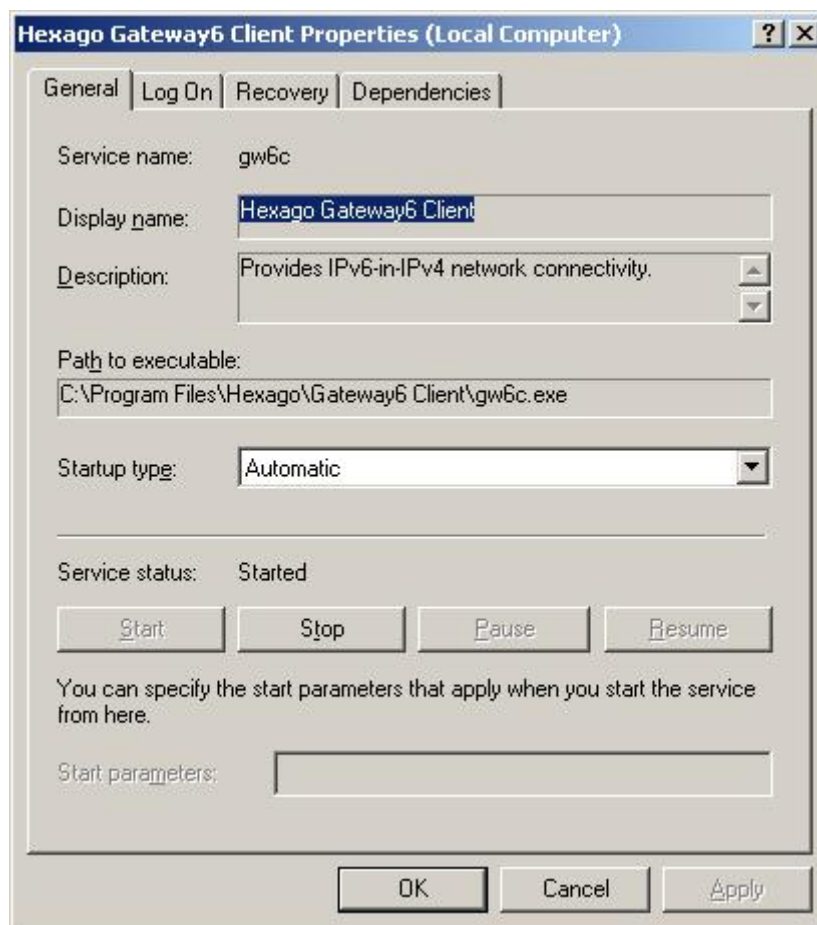 Hexago Gateway6 Client Properties (Local Computer)
General Log On Recovery Dependencies
Service name: gw6c
Display name: Hexago Gateway6 Client
Description: Provides IPv6-in-IPv4 network connectivity.
Path to executable:
C:\Program Files\Hexago\Gateway6 Client\gw6c.exe
Startup type: Automatic
Service status: Started
Start Stop Pause Resume
You can specify the start parameters that apply when you start the service
from here.
Start parameters:
OK Cancel Apply